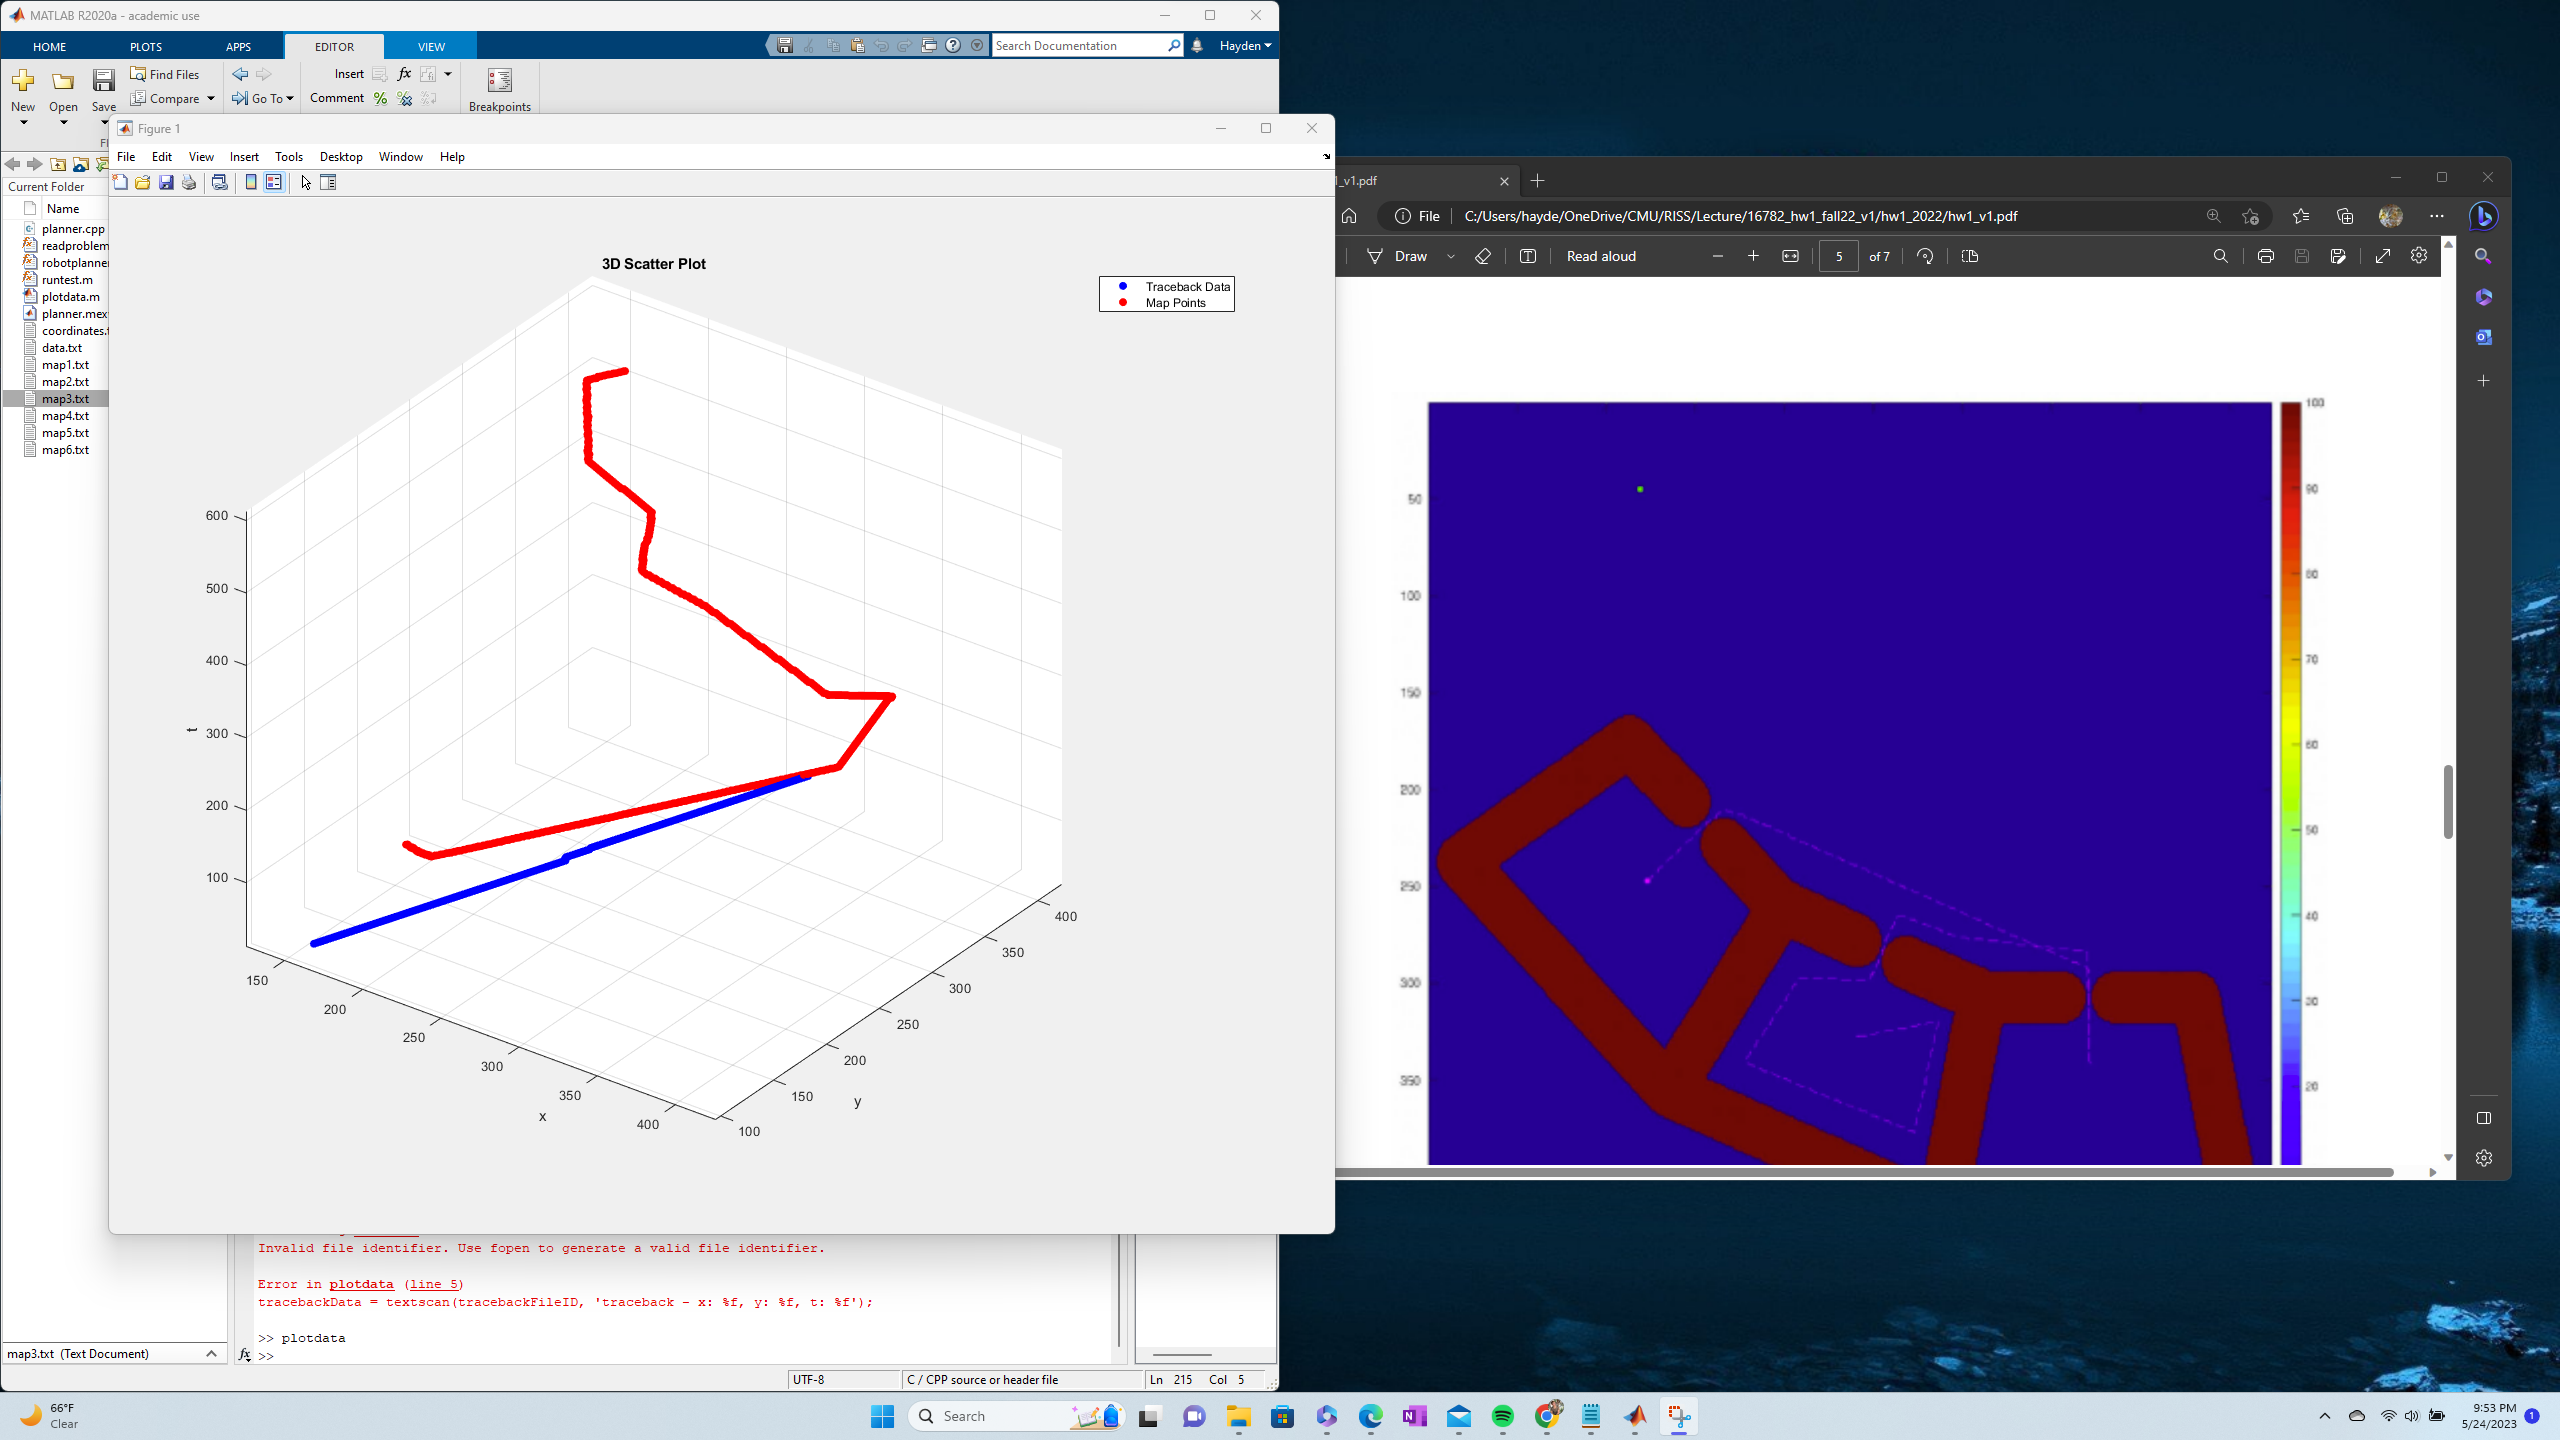 MATLAB R2020a - academic use
HOME PLOTS APPS EDITOR VIEW
Search Documentation
Hayden
New
Open
Save
Find Files
Compare
Go To
Insert
Comment
Breakpoints
Current Folder
Name
planner.cpp
readproblem
robotplanne
runtest.m
plotdata.m
planner.mex
coordinates.t
data.txt
map1.txt
map2.txt
map3.txt
map4.txt
map5.txt
map6.txt
map3.txt (Text Document)
Figure 1
File Edit View Insert Tools Desktop Window Help
3D Scatter Plot
Traceback Data
Map Points
600
500
400
300
200
100
t
150
200
250
300
350
400
x
100
150
200
250
300
350
400
y
Invalid file identifier. Use fopen to generate a valid file identifier.
Error in plotdata (line 5)
tracebackData = textscan(tracebackFileID, 'traceback - x: %f, y: %f, t: %f');
>> plotdata
>>
UTF-8
C / CPP source or header file
Ln 215 Col 5
_v1.pdf
File C:/Users/hayde/OneDrive/CMU/RISS/Lecture/16782_hw1_fall22_v1/hw1_2022/hw1_v1.pdf
Draw
Read aloud
5 of 7
50
100
150
200
250
300
350
100
90
80
70
60
50
40
30
20
66°F
Clear
Search
9:53 PM
5/24/2023
1